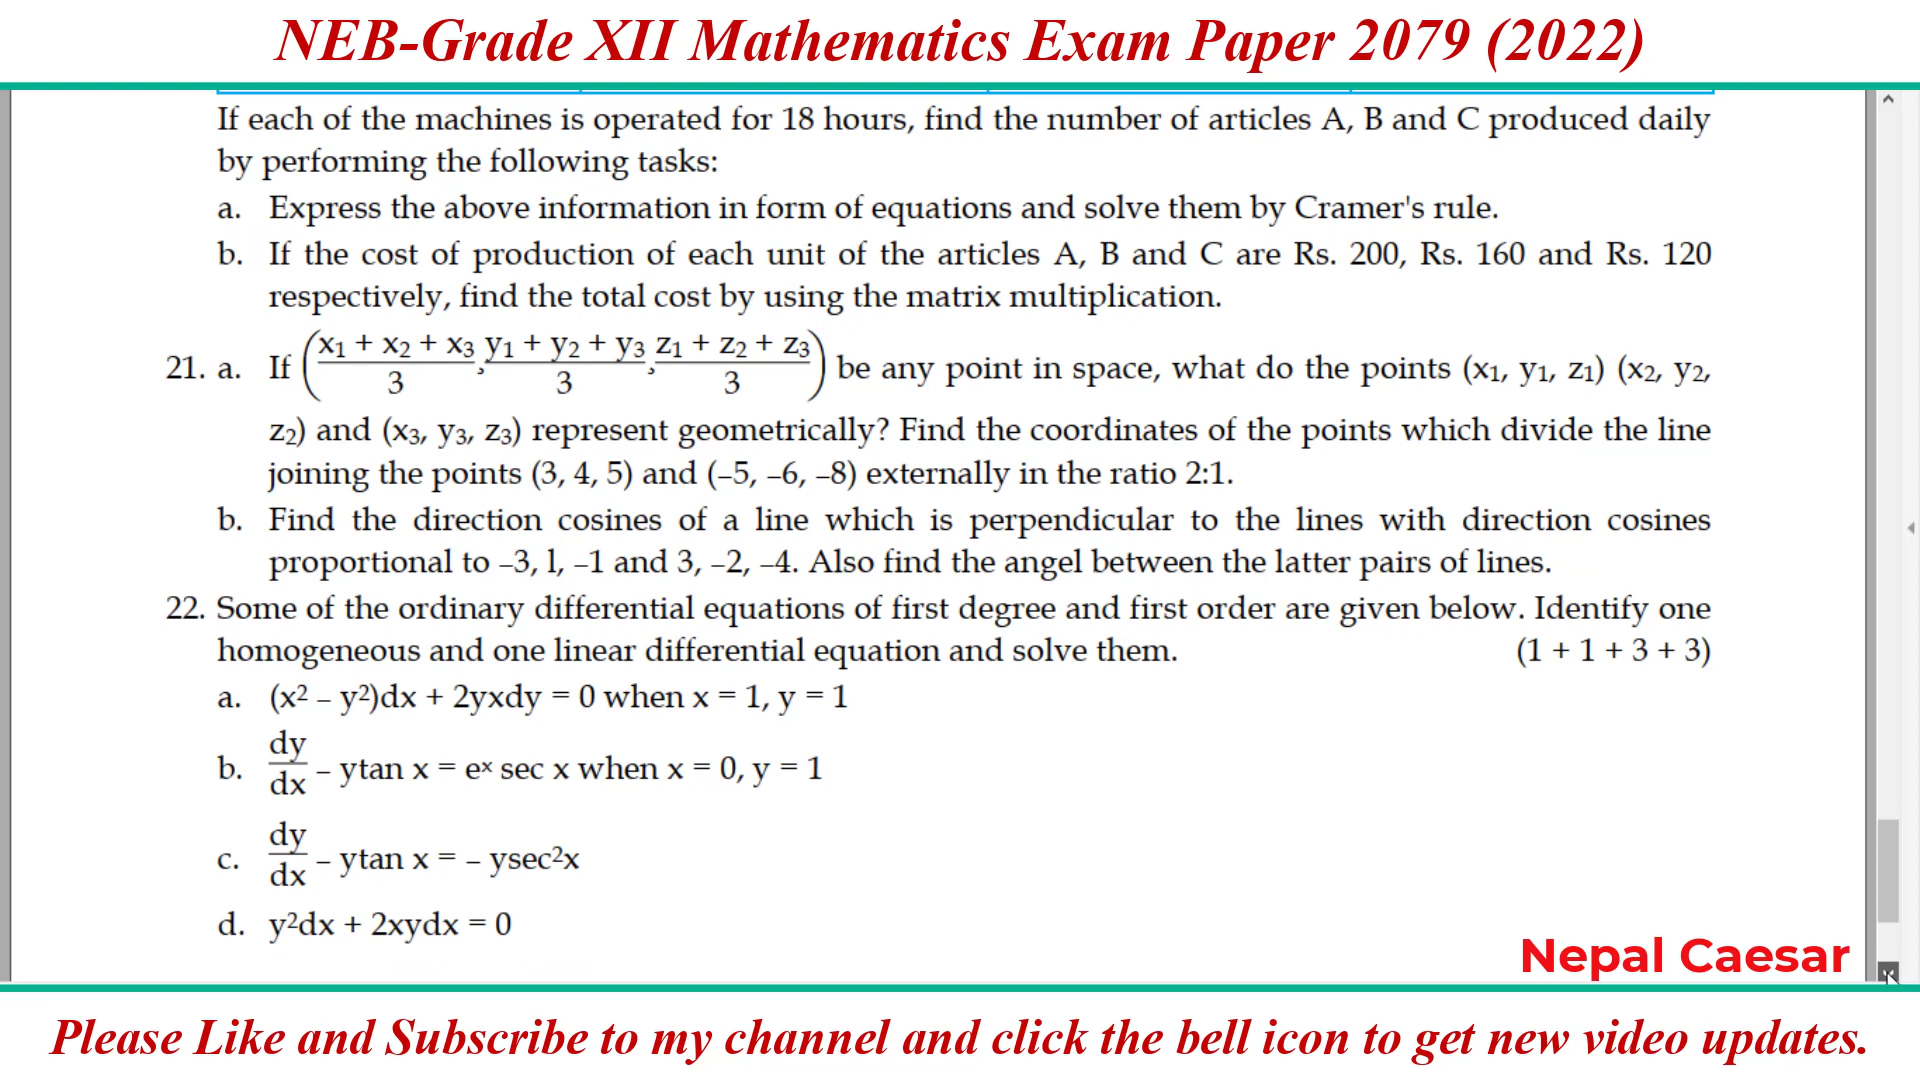 NEB-Grade XII Mathematics Exam Paper 2079 (2022)
If each of the machines is operated for 18 hours, find the number of articles A, B and C produced daily
by performing the following tasks:
a. Express the above information in form of equations and solve them by Cramer's rule.
b. If the cost of production of each unit of the articles A, B and C are Rs. 200, Rs. 160 and Rs. 120
respectively, find the total cost by using the matrix multiplication.
21. a. If ((x₁ + x₂ + x₃)/3, (y₁ + y₂ + y₃)/3, (z₁ + z₂ + z₃)/3) be any point in space, what do the points (x₁, y₁, z₁) (x₂, y₂,
z₂) and (x₃, y₃, z₃) represent geometrically? Find the coordinates of the points which divide the line
joining the points (3, 4, 5) and (–5, –6, –8) externally in the ratio 2:1.
b. Find the direction cosines of a line which is perpendicular to the lines with direction cosines
proportional to –3, l, –1 and 3, –2, –4. Also find the angel between the latter pairs of lines.
22. Some of the ordinary differential equations of first degree and first order are given below. Identify one
homogeneous and one linear differential equation and solve them. (1 + 1 + 3 + 3)
a. (x² – y²)dx + 2yxdy = 0 when x = 1, y = 1
b. dy/dx – ytan x = eˣ sec x when x = 0, y = 1
c. dy/dx – ytan x = – ysec²x
d. y²dx + 2xydx = 0
Nepal Caesar
Please Like and Subscribe to my channel and click the bell icon to get new video updates.